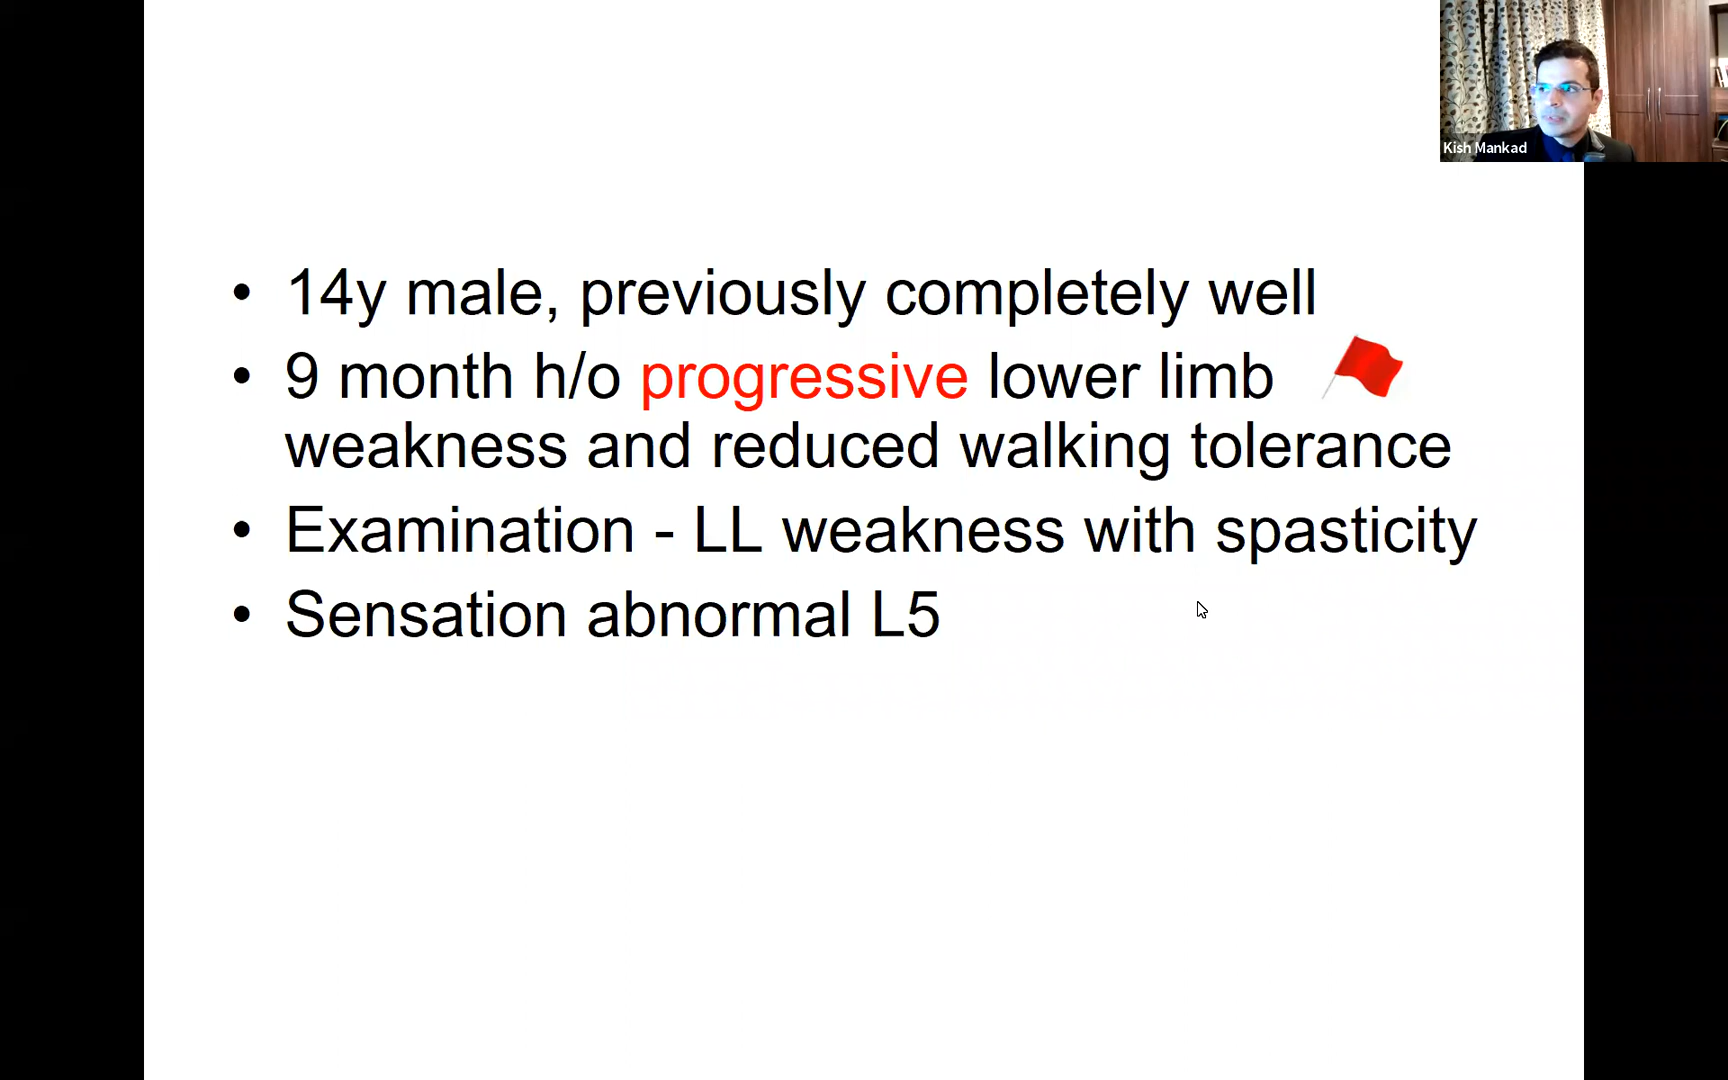 Kish Mankad
• 14y male, previously completely well
• 9 month h/o progressive lower limb
weakness and reduced walking tolerance
• Examination - LL weakness with spasticity
• Sensation abnormal L5